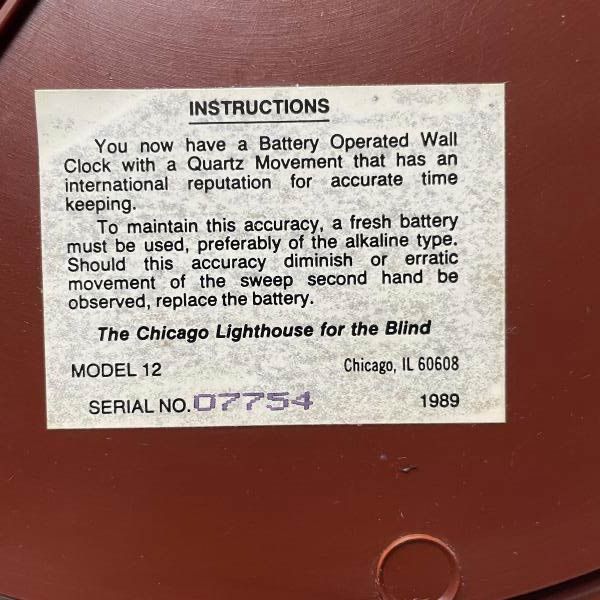 INSTRUCTIONS
You now have a Battery Operated Wall
Clock with a Quartz Movement that has an
international reputation for accurate time
keeping.
To maintain this accuracy, a fresh battery
must be used, preferably of the alkaline type.
Should this accuracy diminish or erratic
movement of the sweep second hand be
observed, replace the battery.
The Chicago Lighthouse for the Blind
MODEL 12 Chicago, IL 60608
SERIAL NO. 07754 1989